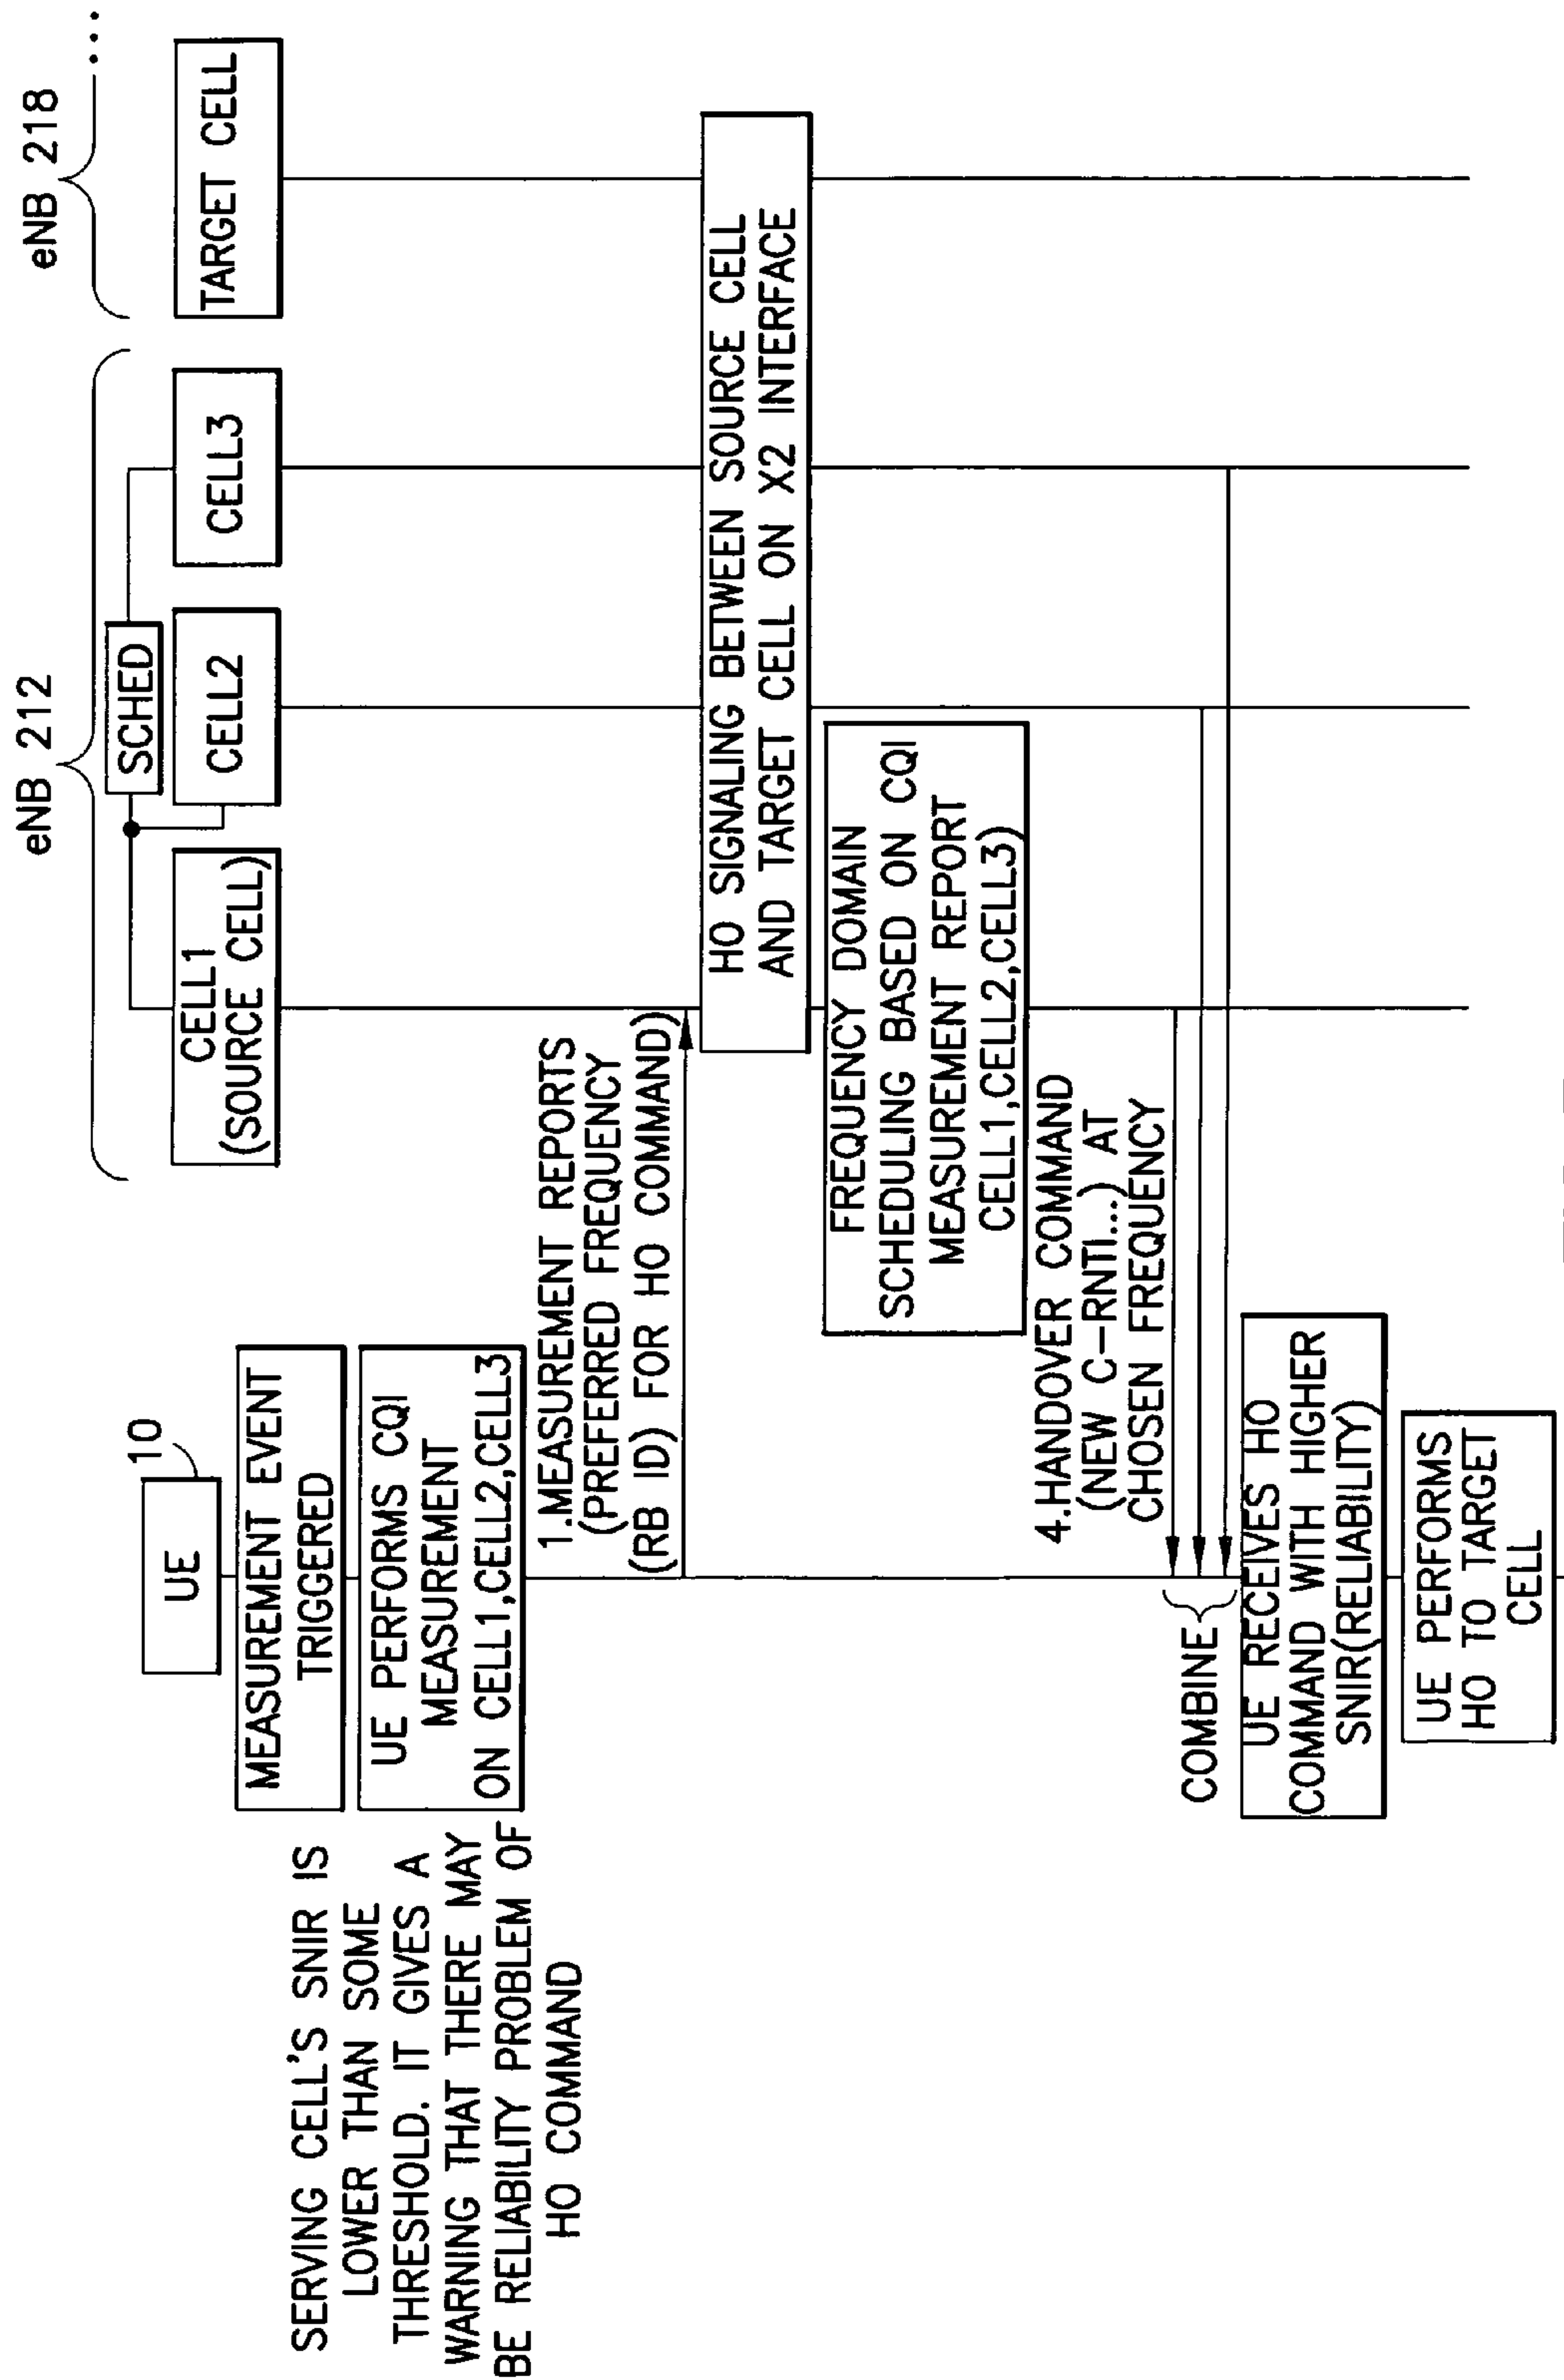 eNB 212
eNB 218
...
SCHED
UE
10
CELL1
(SOURCE CELL)
CELL2
CELL3
TARGET CELL
SERVING CELL'S SNIR IS
LOWER THAN SOME
THRESHOLD. IT GIVES A
WARNING THAT THERE MAY
BE RELIABILITY PROBLEM OF
HO COMMAND
MEASUREMENT EVENT
TRIGGERED
UE PERFORMS CQI
MEASUREMENT
ON CELL1,CELL2,CELL3
1.MEASUREMENT REPORTS
(PREFERRED FREQUENCY
(RB ID) FOR HO COMMAND)
HO SIGNALING BETWEEN SOURCE CELL
AND TARGET CELL ON X2 INTERFACE
FREQUENCY DOMAIN
SCHEDULING BASED ON CQI
MEASUREMENT REPORT
CELL1,CELL2,CELL3)
4.HANDOVER COMMAND
(NEW C-RNTI...) AT
CHOSEN FREQUENCY
COMBINE
UE RECEIVES HO
COMMAND WITH HIGHER
SNIR(RELIABILITY)
UE PERFORMS
HO TO TARGET
CELL